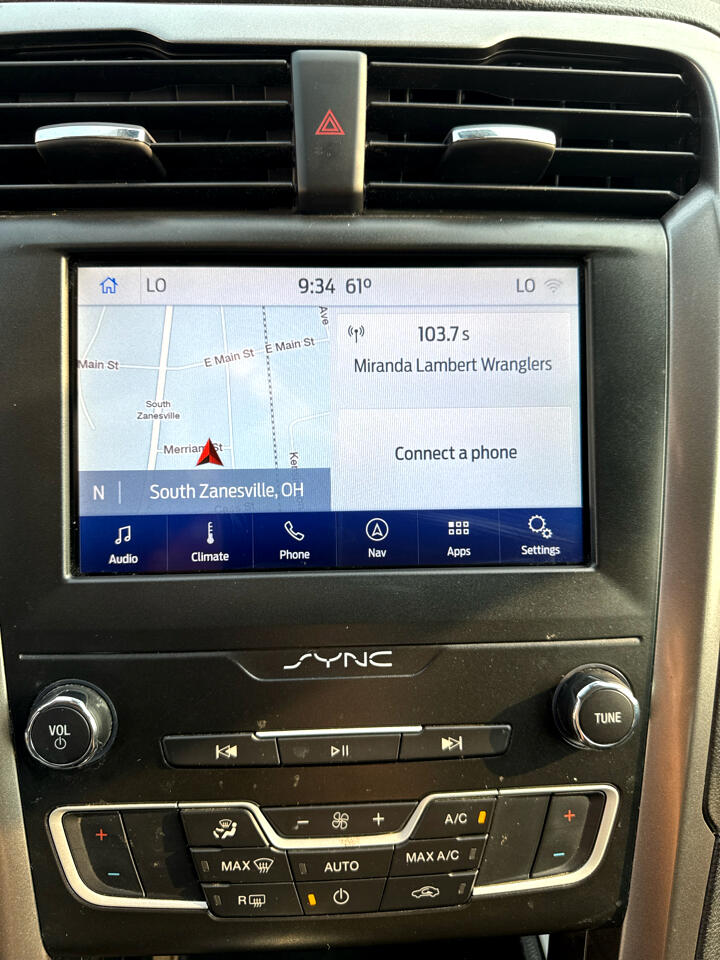 LO
9:34 61º
LO
Ave
Main St
E Main St
E Main St
South
Zanesville
Merriam St
N
South Zanesville, OH
103.7 s
Miranda Lambert Wranglers
Connect a phone
Audio
Climate
Phone
Nav
Apps
Settings
SYNC
VOL
TUNE
A/C
MAX
AUTO
MAX A/C
R